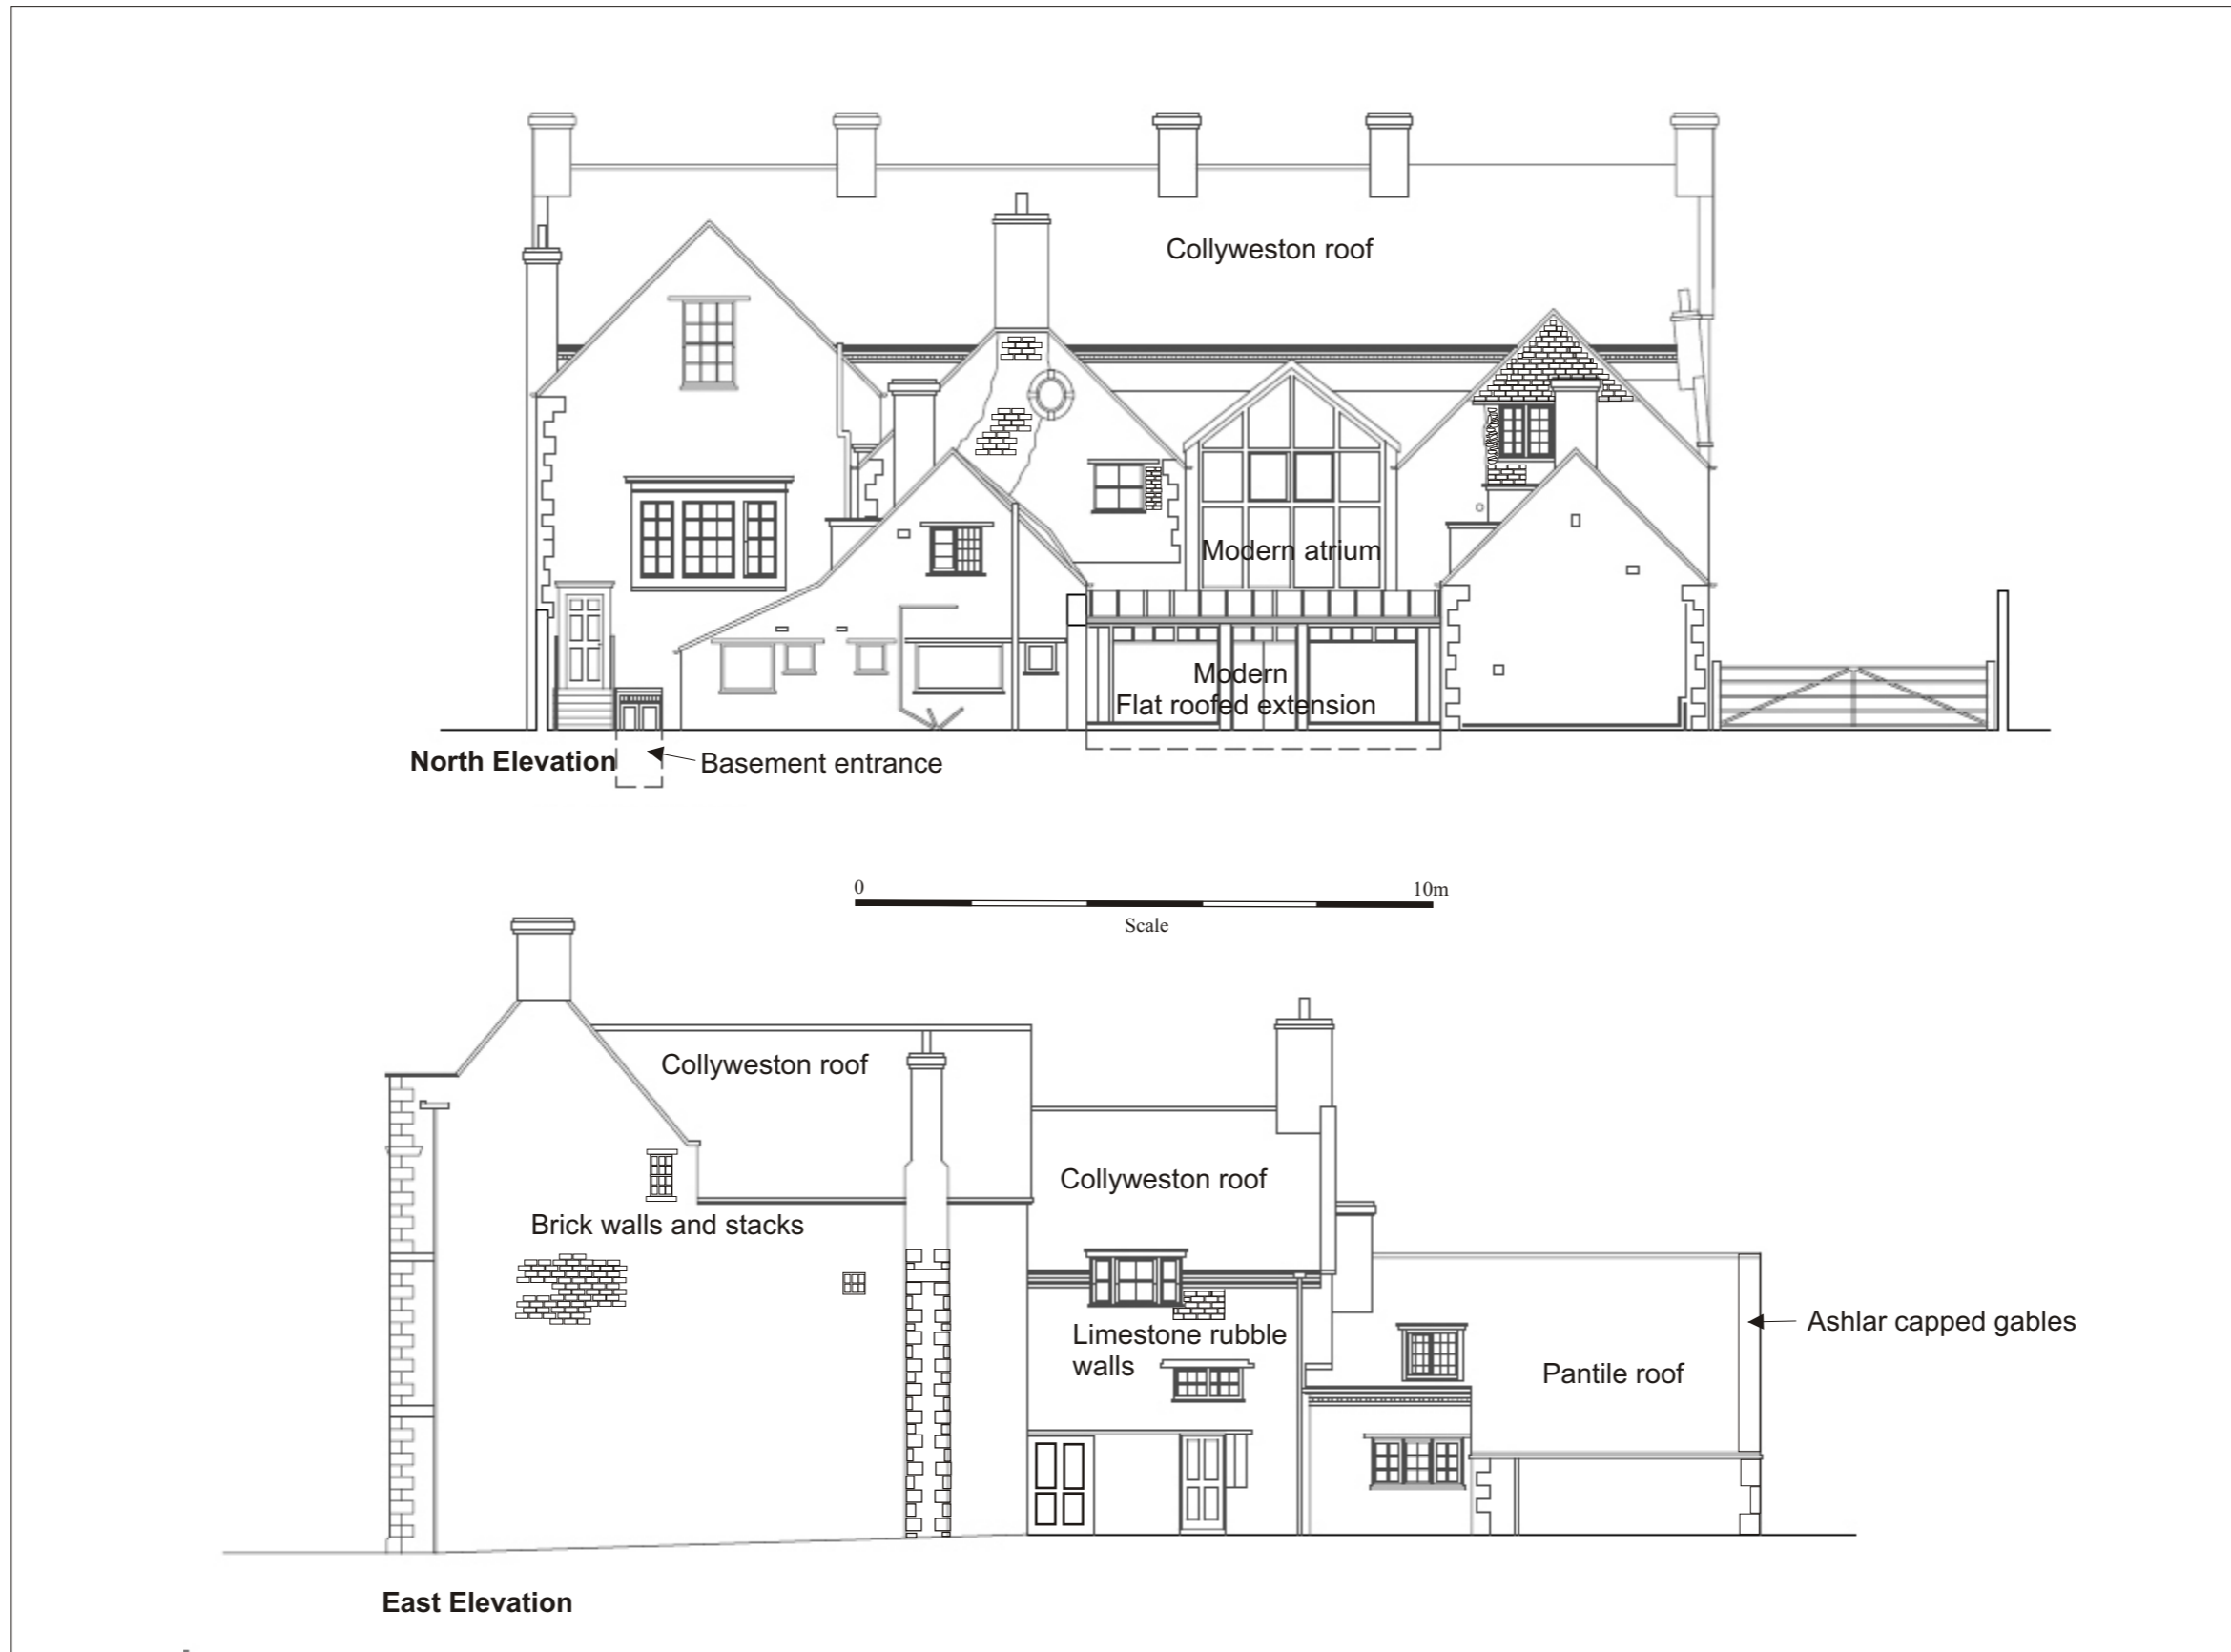 Collyweston roof
Modern atrium
Modern
Flat roofed extension
North Elevation
Basement entrance
0
10m
Scale
Collyweston roof
Collyweston roof
Brick walls and stacks
Limestone rubble
walls
Ashlar capped gables
Pantile roof
East Elevation